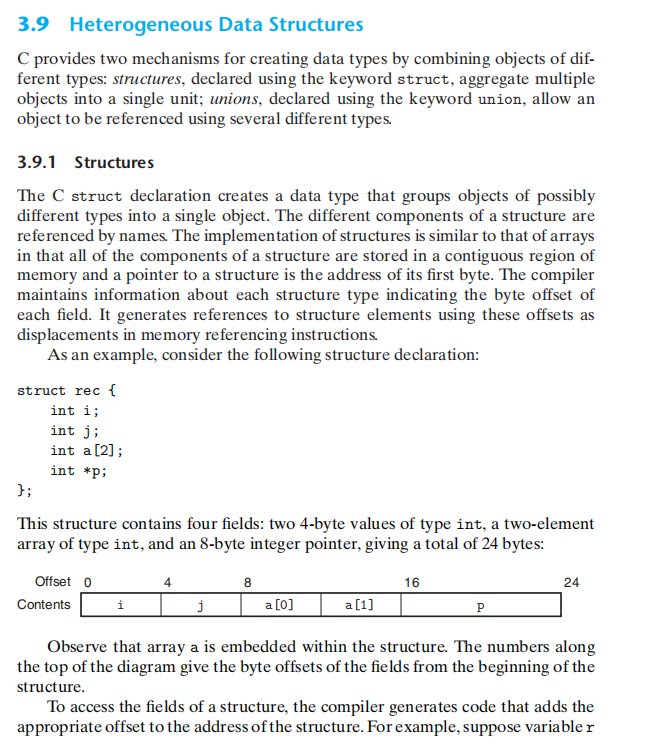 3.9 Heterogeneous Data Structures
C provides two mechanisms for creating data types by combining objects of dif-
ferent types: structures, declared using the keyword struct, aggregate multiple
objects into a single unit; unions, declared using the keyword union, allow an
object to be referenced using several different types.
3.9.1 Structures
The C struct declaration creates a data type that groups objects of possibly
different types into a single object. The different components of a structure are
referenced by names. The implementation of structures is similar to that of arrays
in that all of the components of a structure are stored in a contiguous region of
memory and a pointer to a structure is the address of its first byte. The compiler
maintains information about each structure type indicating the byte offset of
each field. It generates references to structure elements using these offsets as
displacements in memory referencing instructions.
As an example, consider the following structure declaration:
struct rec {
    int i;
    int j;
    int a[2];
    int *p;
};
This structure contains four fields: two 4-byte values of type int, a two-element
array of type int, and an 8-byte integer pointer, giving a total of 24 bytes:
Offset 0 4 8 16 24
Contents i j a[0] a[1] p
Observe that array a is embedded within the structure. The numbers along
the top of the diagram give the byte offsets of the fields from the beginning of the
structure.
To access the fields of a structure, the compiler generates code that adds the
appropriate offset to the address of the structure. For example, suppose variable r